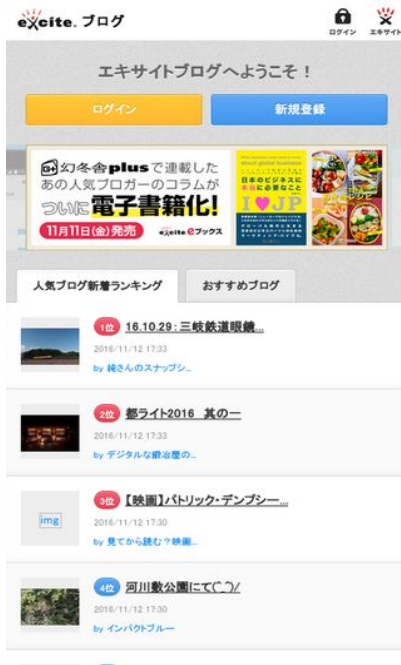 excite. ブログ
ログイン
エキサイト
エキサイトブログへようこそ！
ログイン
新規登録
幻冬舎plusで連載した
あの人気ブロガーのコラムが
ついに電子書籍化!
11月11日(金)発売
excite eブックス
日本のビジネスに
本当に必要なこと
I ♥ JP
人気ブログ新着ランキング
おすすめブログ
1位 16.10.29：三岐鉄道眼鏡...
2016/11/12 17:33
by 純さんのスナップシ...
2位 都ライト2016 其の一
2016/11/12 17:33
by デジタルな鍛冶屋の...
3位 【映画】パトリック・デンプシー...
img
2016/11/12 17:30
by 見てから読む？映画...
4位 河川敷公園にて(^_^)/
2016/11/12 17:30
by インパクトブルー